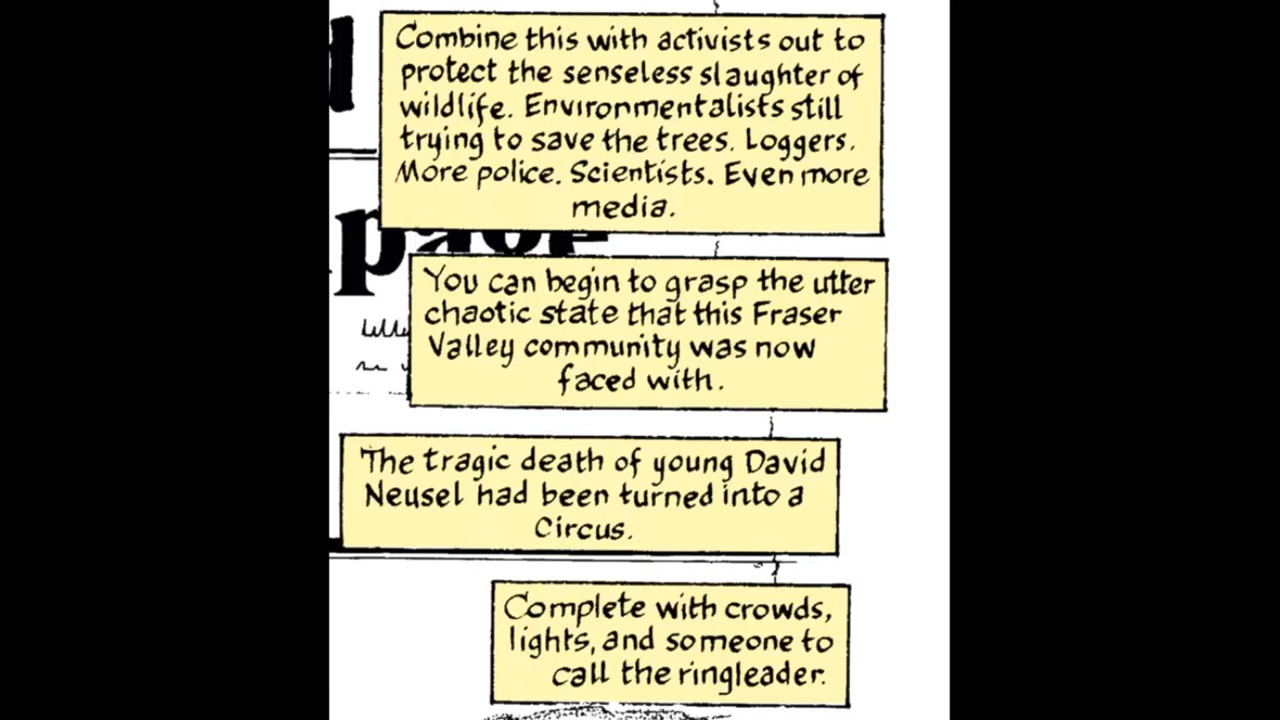 Combine this with activists out to
protect the senseless slaughter of
wildlife. Environmentalists still
trying to save the trees. Loggers.
More police. Scientists. Even more
media.
You can begin to grasp the utter
chaotic state that this Fraser
Valley community was now
faced with.
The tragic death of young David
Neusel had been turned into a
Circus.
Complete with crowds,
lights, and someone to
call the ringleader.